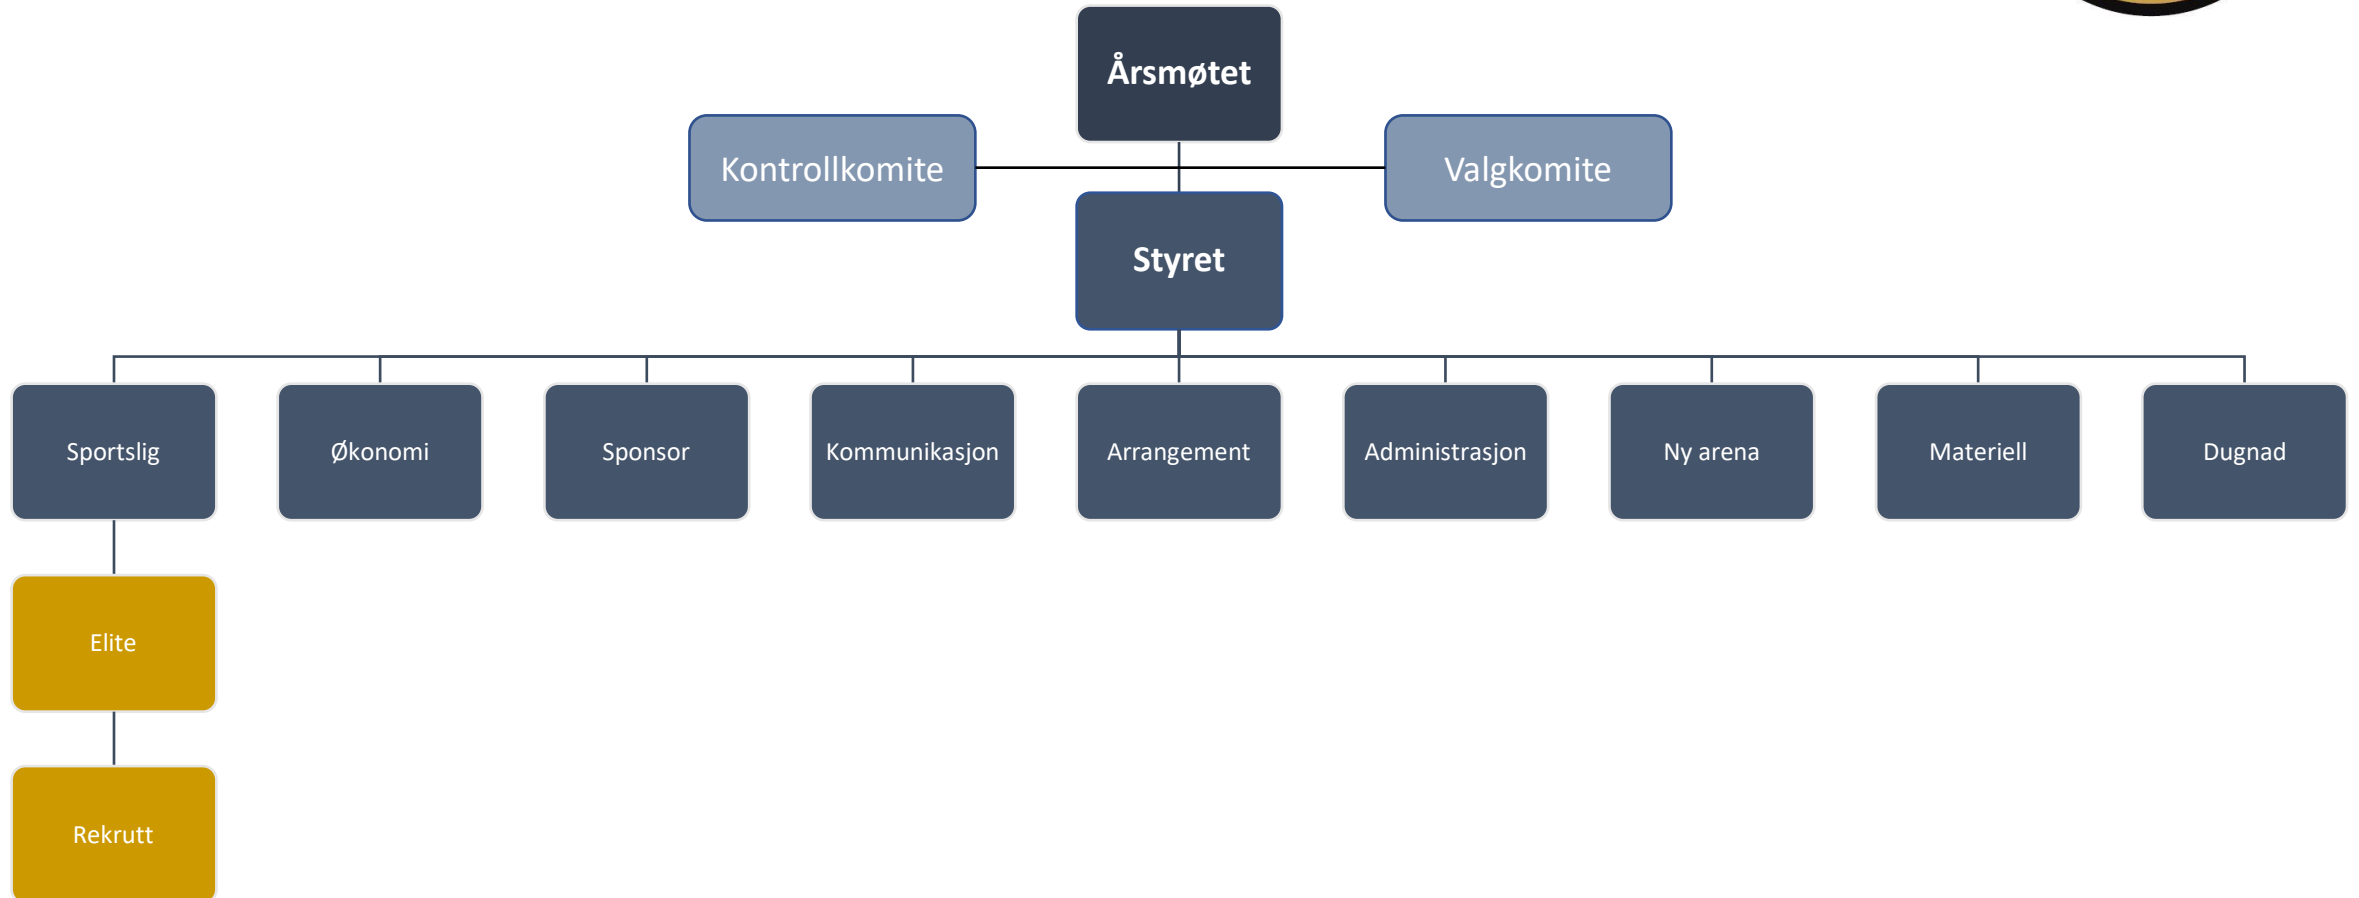 Årsmøtet
Kontrollkomite
Valgkomite
Styret
Sportslig
Økonomi
Sponsor
Kommunikasjon
Arrangement
Administrasjon
Ny arena
Materiell
Dugnad
Elite
Rekrutt